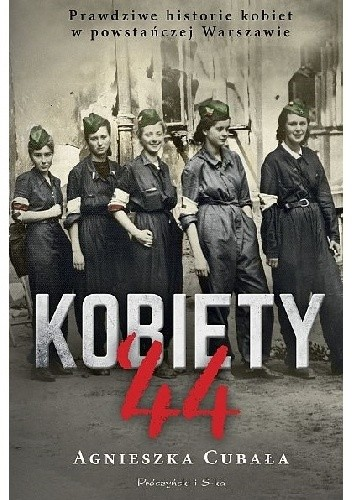 Prawdziwe historie kobiet
w powstańczej Warszawie
KOBIETY
44
Agnieszka Cubała
Prószyński i S-ka